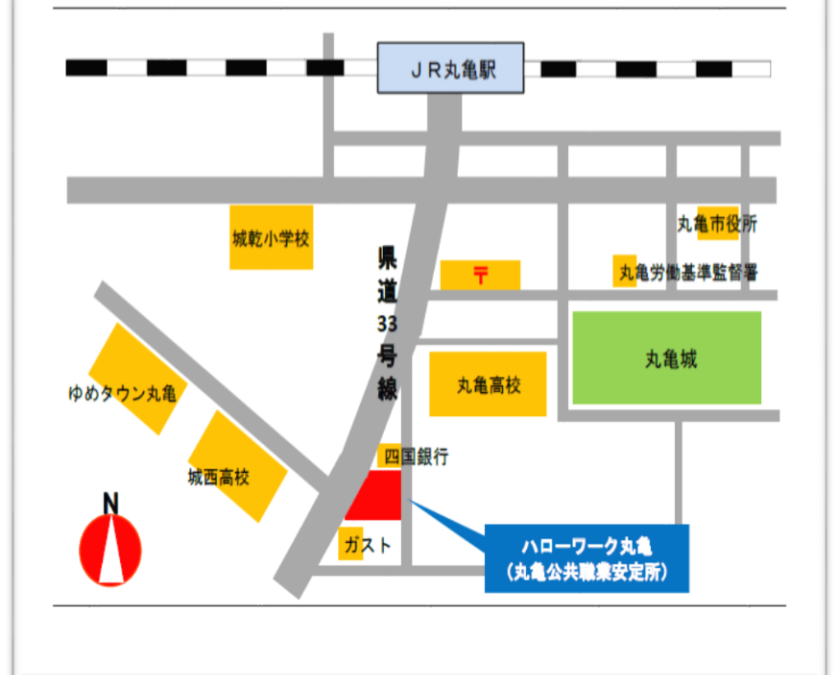 JR丸亀駅
城乾小学校
丸亀市役所
県道33号線
〒
丸亀労働基準監督署
丸亀城
丸亀高校
ゆめタウン丸亀
城西高校
四国銀行
N
ガスト
ハローワーク丸亀
(丸亀公共職業安定所)